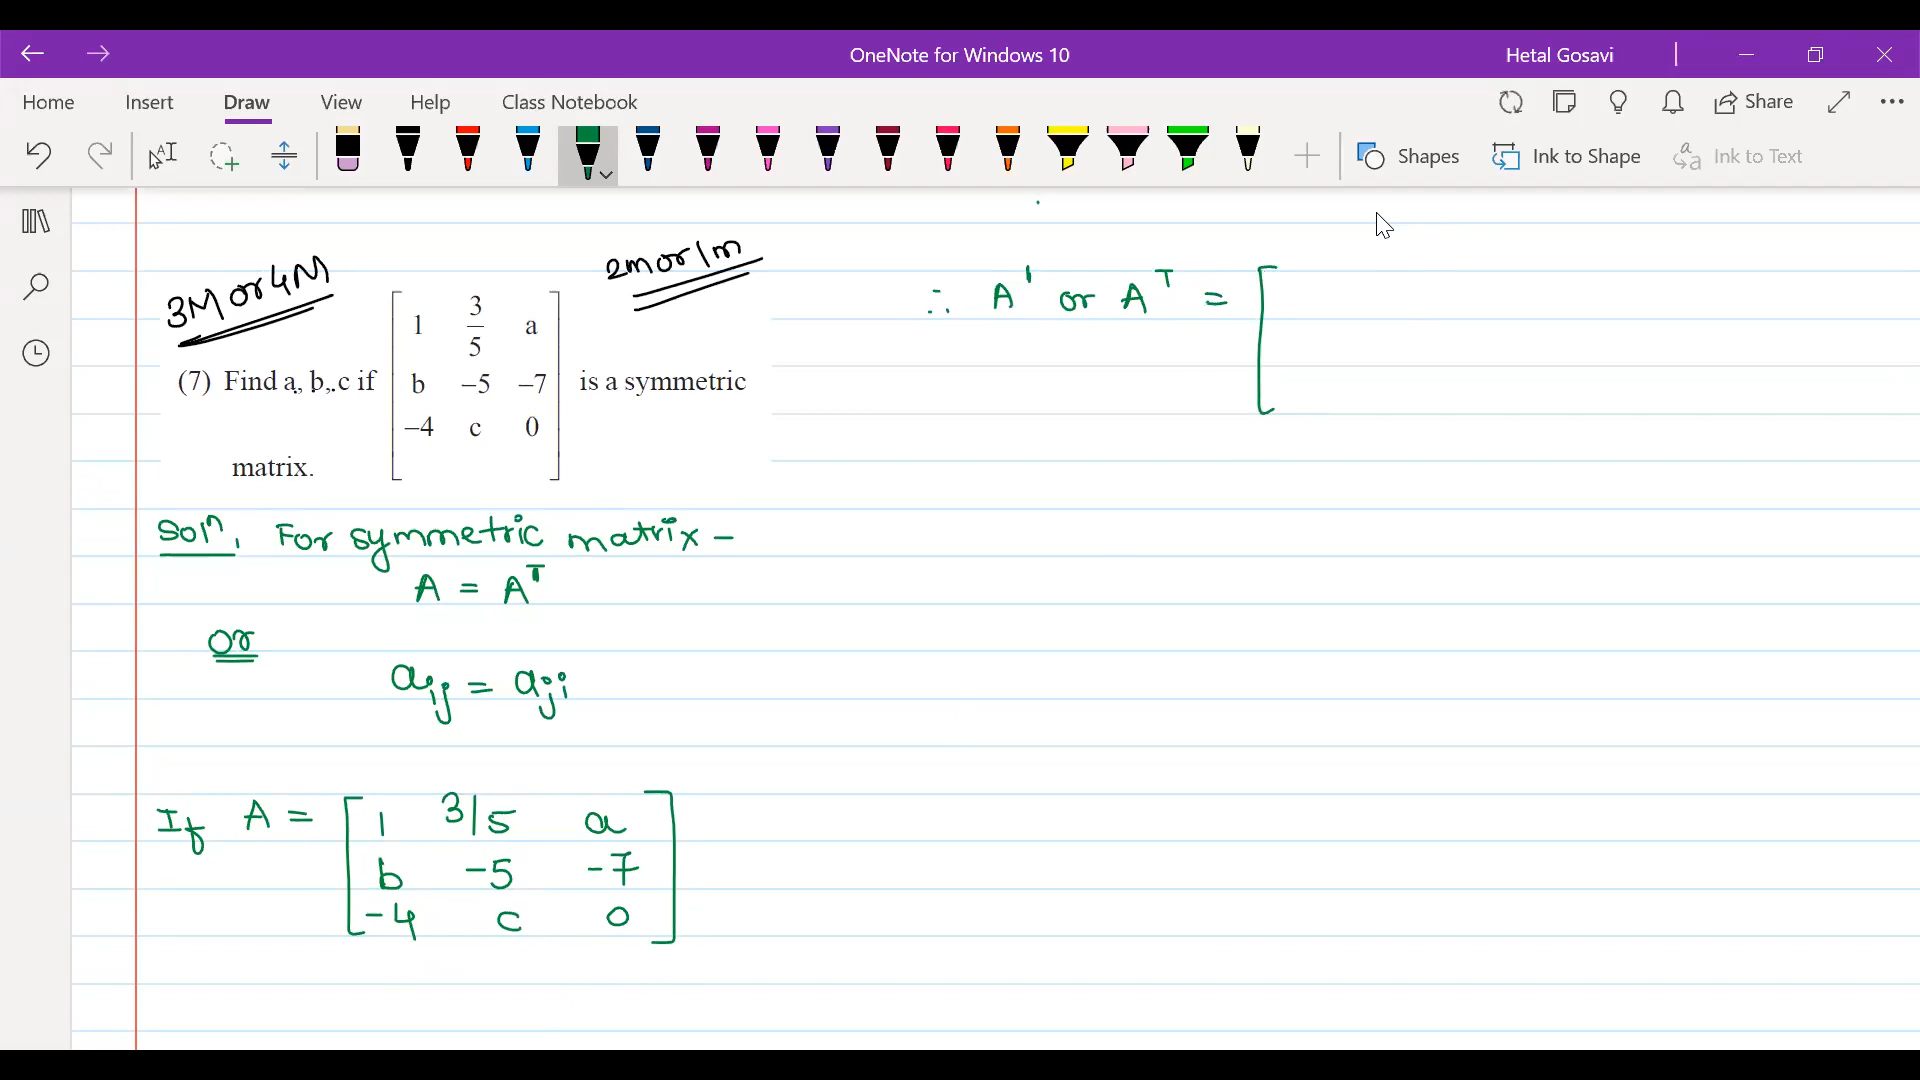 OneNote for Windows 10
Hetal Gosavi
Home Insert Draw View Help Class Notebook
Share
Shapes Ink to Shape Ink to Text
3M or 4M
2m or 1m
1 3/5 a
(7) Find a, b, c if b −5 −7 is a symmetric
−4 c 0
matrix.
Solⁿ. For symmetric matrix -
A = Aᵀ
Or
aᵢⱼ = aⱼᵢ
If A = [ 1 3/5 a
b -5 -7
-4 c 0 ]
∴ A' or Aᵀ = [